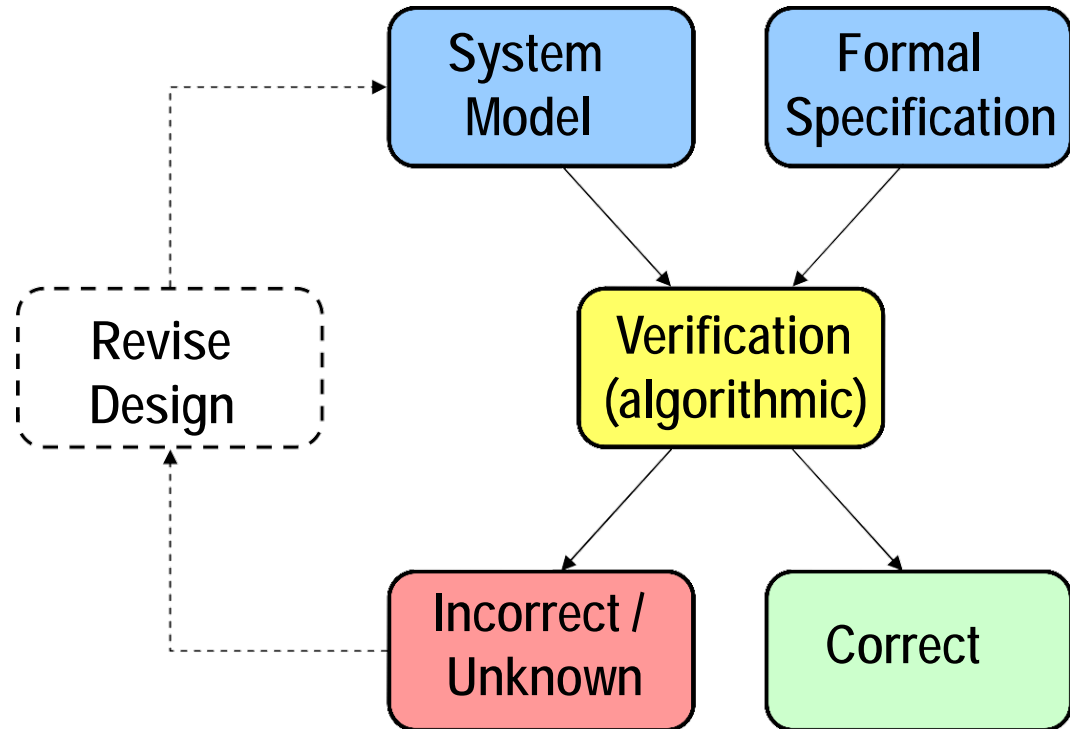 System
Model
Formal
Specification
Revise
Design
Verification
(algorithmic)
Incorrect /
Unknown
Correct